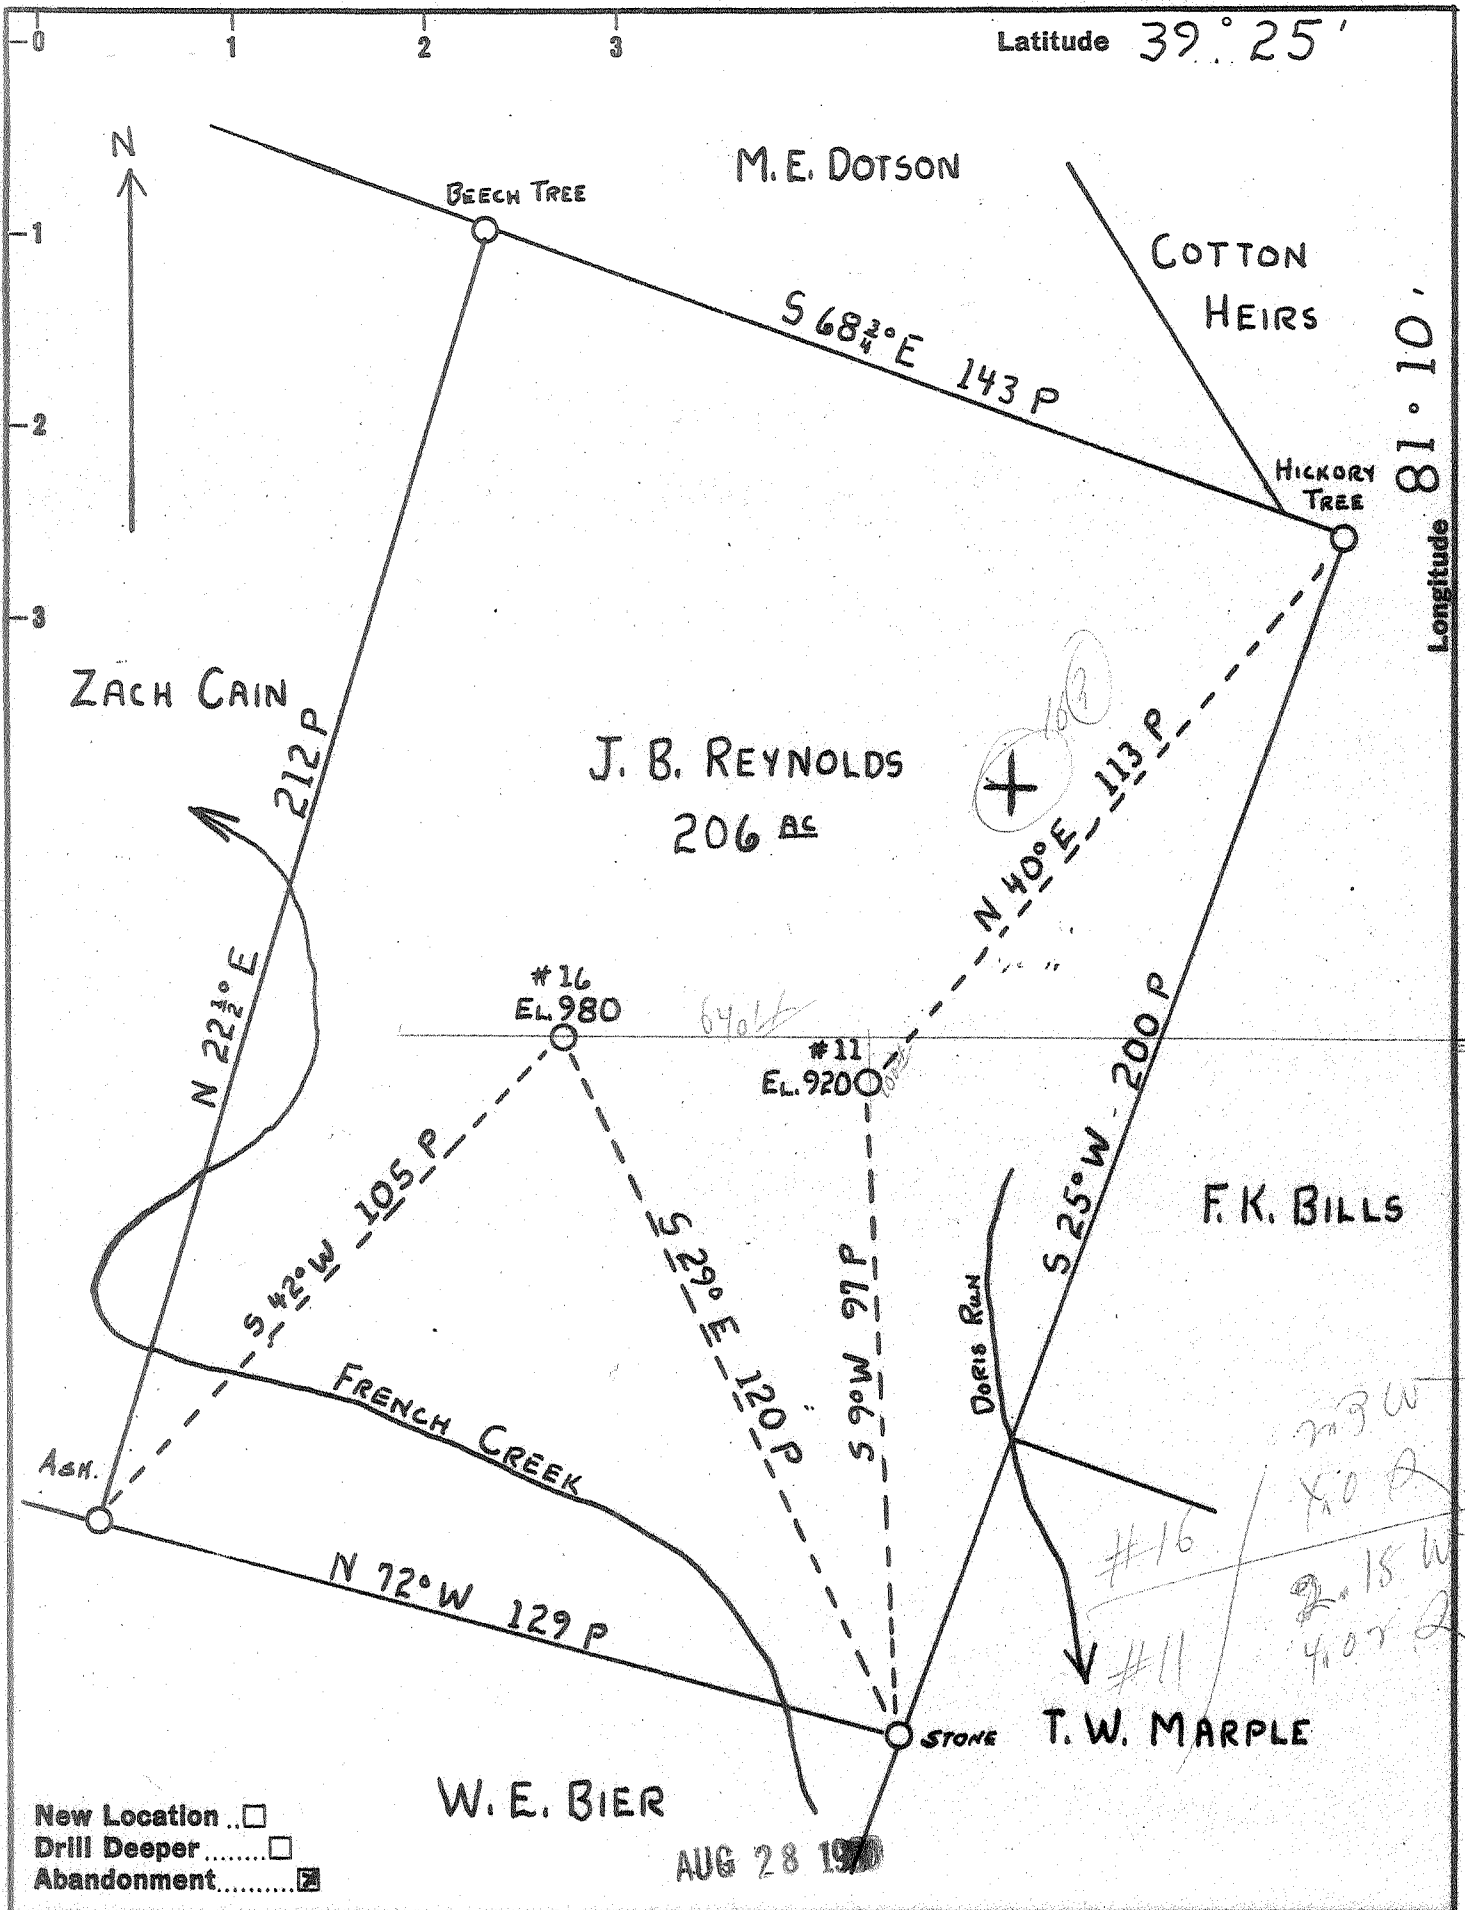 0
1
2
3
Latitude 39° 25'
N
M. E. DOTSON
BEECH TREE
1
COTTON
HEIRS
S 68¾° E 143 P
Longitude 81° 10'
2
HICKORY
TREE
3
ZACH CAIN
212 P
J. B. REYNOLDS
206 AC
N 40° E 113 P
N 22½° E
#16
EL. 980
640 ft
#11
EL. 920
S 25° W 200 P
S 42° W 105 P
S 29° E 120 P
S 9° W 97 P
DORIS RUN
F. K. BILLS
FRENCH CREEK
ASH.
#16
N 72° W 129 P
#11
STONE
T. W. MARPLE
W. E. BIER
New Location ..
Drill Deeper ........
Abandonment..........
AUG 28